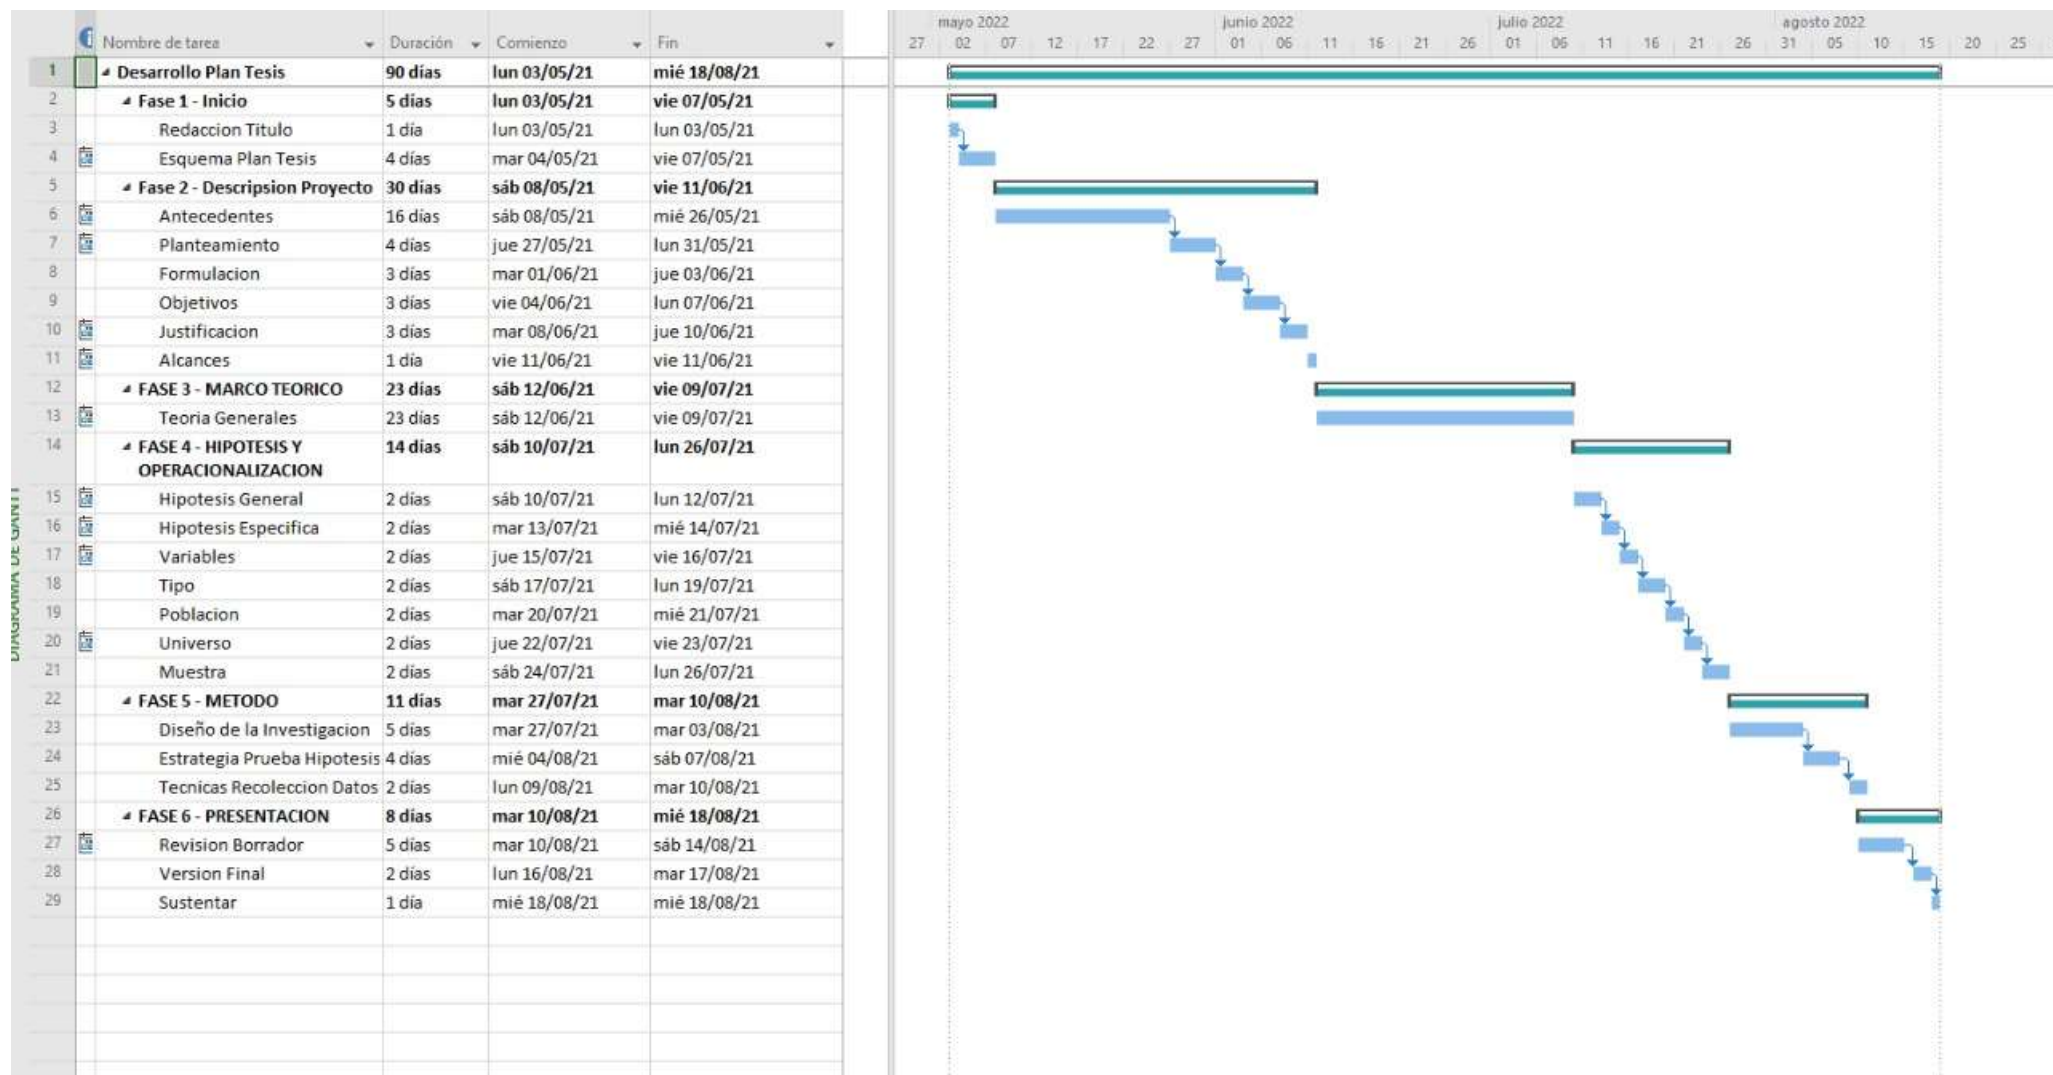 mayo 2022 junio 2022 julio 2022 agosto 2022
Nombre de tarea Duración Comienzo Fin 27 02 07 12 17 22 27 01 06 11 16 21 26 01 06 11 16 21 26 31 05 10 15 20 25
1 Desarrollo Plan Tesis 90 días lun 03/05/21 mié 18/08/21
2 Fase 1 - Inicio 5 días lun 03/05/21 vie 07/05/21
3 Redaccion Titulo 1 día lun 03/05/21 lun 03/05/21
4 Esquema Plan Tesis 4 días mar 04/05/21 vie 07/05/21
5 Fase 2 - Descripsion Proyecto 30 días sáb 08/05/21 vie 11/06/21
6 Antecedentes 16 días sáb 08/05/21 mié 26/05/21
7 Planteamiento 4 días jue 27/05/21 lun 31/05/21
8 Formulacion 3 días mar 01/06/21 jue 03/06/21
9 Objetivos 3 días vie 04/06/21 lun 07/06/21
10 Justificacion 3 días mar 08/06/21 jue 10/06/21
11 Alcances 1 día vie 11/06/21 vie 11/06/21
12 FASE 3 - MARCO TEORICO 23 días sáb 12/06/21 vie 09/07/21
13 Teoria Generales 23 días sáb 12/06/21 vie 09/07/21
14 FASE 4 - HIPOTESIS Y 14 días sáb 10/07/21 lun 26/07/21
OPERACIONALIZACION
15 Hipotesis General 2 días sáb 10/07/21 lun 12/07/21
16 Hipotesis Especifica 2 días mar 13/07/21 mié 14/07/21
17 Variables 2 días jue 15/07/21 vie 16/07/21
18 Tipo 2 días sáb 17/07/21 lun 19/07/21
19 Poblacion 2 días mar 20/07/21 mié 21/07/21
20 Universo 2 días jue 22/07/21 vie 23/07/21
21 Muestra 2 días sáb 24/07/21 lun 26/07/21
22 FASE 5 - METODO 11 días mar 27/07/21 mar 10/08/21
23 Diseño de la Investigacion 5 días mar 27/07/21 mar 03/08/21
24 Estrategia Prueba Hipotesis 4 días mié 04/08/21 sáb 07/08/21
25 Tecnicas Recoleccion Datos 2 días lun 09/08/21 mar 10/08/21
26 FASE 6 - PRESENTACION 8 días mar 10/08/21 mié 18/08/21
27 Revision Borrador 5 días mar 10/08/21 sáb 14/08/21
28 Version Final 2 días lun 16/08/21 mar 17/08/21
29 Sustentar 1 día mié 18/08/21 mié 18/08/21
DIAGRAMA DE GANTT